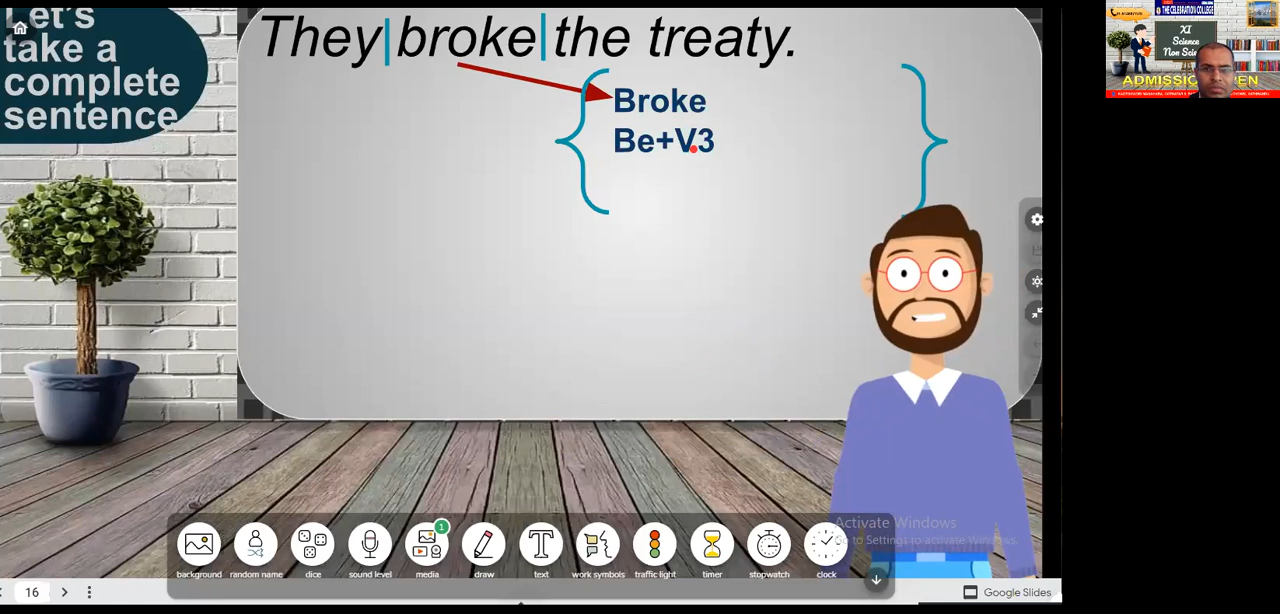 Let's
take a
complete
sentence
They broke the treaty.
Broke
Be+V3
THE CELEBRATION COLLEGE
XI
Science
Non Sci
ADMISSION OPEN
1
background
random name
dice
sound level
media
draw
text
work symbols
traffic light
timer
stopwatch
clock
Activate Windows
Go to Settings to activate Windows.
16
Google Slides